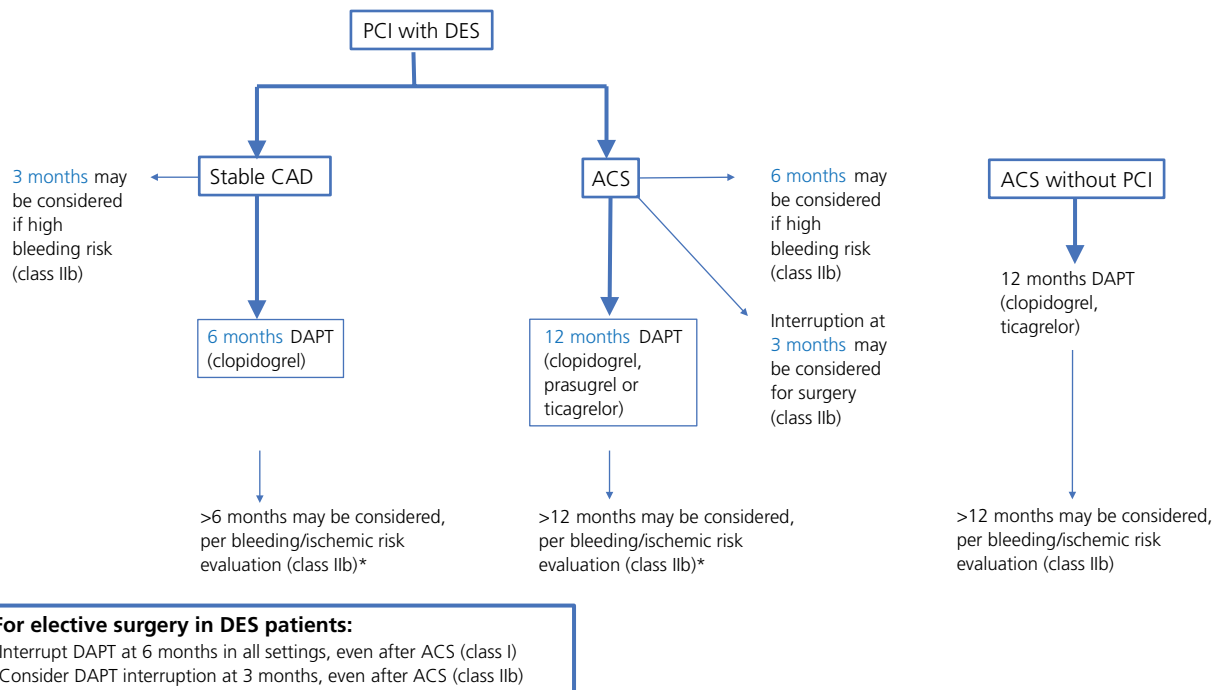 PCI with DES
3 months may
be considered
if high
bleeding risk
(class IIb)
Stable CAD
ACS
6 months may
be considered
if high
bleeding risk
(class IIb)
ACS without PCI
6 months DAPT
(clopidogrel)
12 months DAPT
(clopidogrel,
prasugrel or
ticagrelor)
Interruption at
3 months may
be considered
for surgery
(class IIb)
12 months DAPT
(clopidogrel,
ticagrelor)
>6 months may be considered,
per bleeding/ischemic risk
evaluation (class IIb)*
>12 months may be considered,
per bleeding/ischemic risk
evaluation (class IIb)*
>12 months may be considered,
per bleeding/ischemic risk
evaluation (class IIb)
For elective surgery in DES patients:
Interrupt DAPT at 6 months in all settings, even after ACS (class I)
Consider DAPT interruption at 3 months, even after ACS (class IIb)